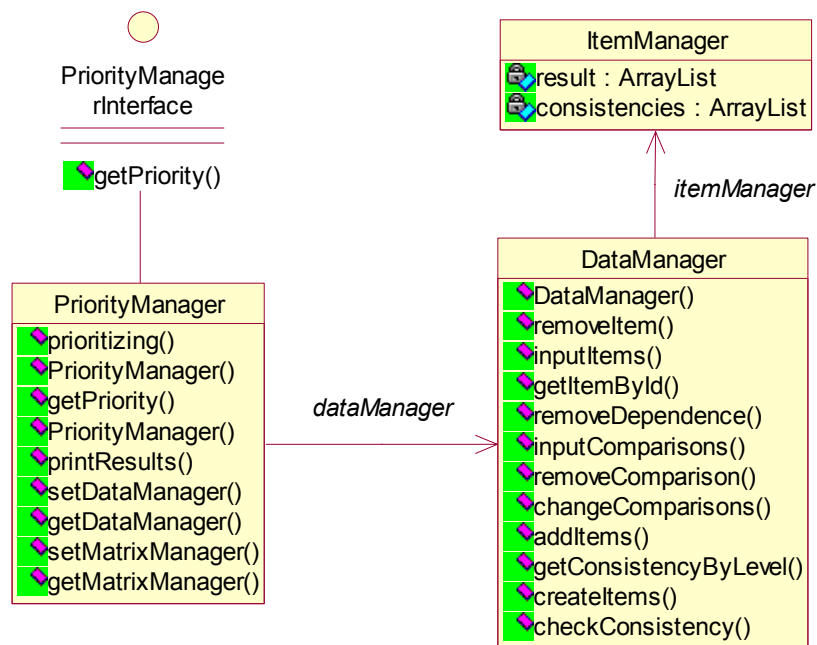 PriorityManage
rInterface
getPriority()
PriorityManager
prioritizing()
PriorityManager()
getPriority()
PriorityManager()
printResults()
setDataManager()
getDataManager()
setMatrixManager()
getMatrixManager()
dataManager
ItemManager
result : ArrayList
consistencies : ArrayList
itemManager
DataManager
DataManager()
removeItem()
inputItems()
getItemById()
removeDependence()
inputComparisons()
removeComparison()
changeComparisons()
addItems()
getConsistencyByLevel()
createItems()
checkConsistency()